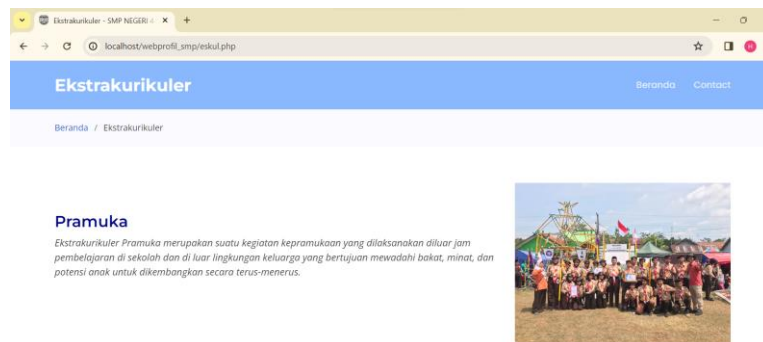 Ekstrakurikuler - SMP NEGERI 4
localhost/webprofil_smp/eskul.php
Ekstrakurikuler
Beranda Contact
Beranda / Ekstrakurikuler
Pramuka
Ekstrakurikuler Pramuka merupakan suatu kegiatan kepramukaan yang dilaksanakan diluar jam
pembelajaran di sekolah dan di luar lingkungan keluarga yang bertujuan mewadahi bakat, minat, dan
potensi anak untuk dikembangkan secara terus-menerus.